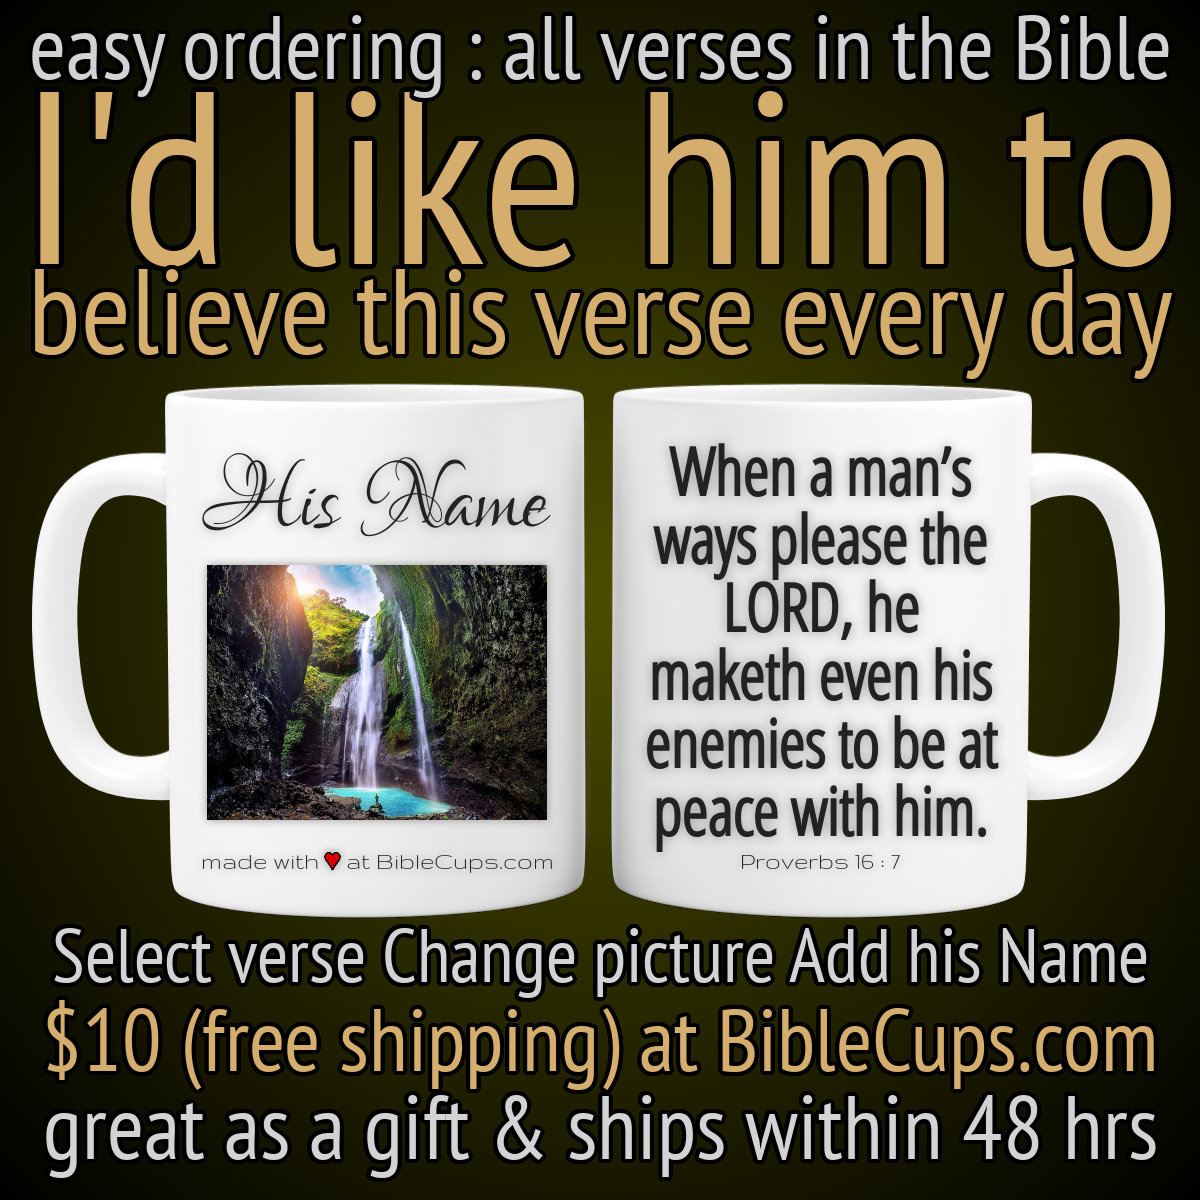 easy ordering : all verses in the Bible
I'd like him to
believe this verse every day
His Name
made with ❤ at BibleCups.com
When a man’s
ways please the
LORD, he
maketh even his
enemies to be at
peace with him.
Proverbs 16 : 7
Select verse Change picture Add his Name
$10 (free shipping) at BibleCups.com
great as a gift & ships within 48 hrs